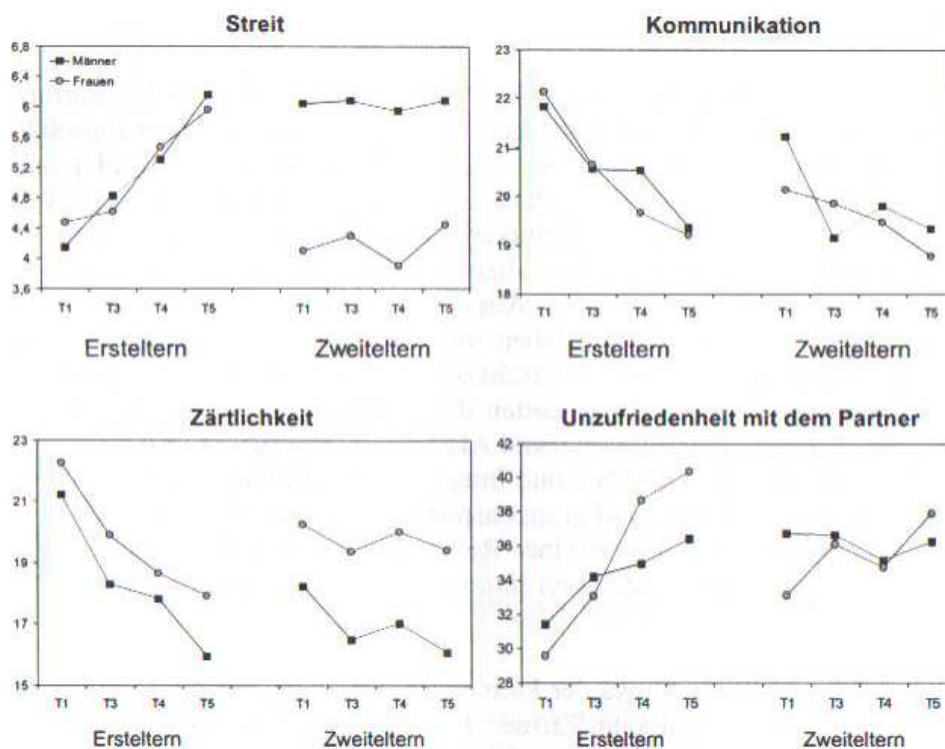 Streit
6,8
6,4
6
5,6
5,2
4,8
4,4
4
3,6
Männer
Frauen
T1 T3 T4 T5 T1 T3 T4 T5
Ersteltern Zweiteltern
Kommunikation
23
22
21
20
19
18
T1 T3 T4 T5 T1 T3 T4 T5
Ersteltern Zweiteltern
Zärtlichkeit
23
21
19
17
15
T1 T3 T4 T5 T1 T3 T4 T5
Ersteltern Zweiteltern
Unzufriedenheit mit dem Partner
42
40
38
36
34
32
30
28
T1 T3 T4 T5 T1 T3 T4 T5
Ersteltern Zweiteltern